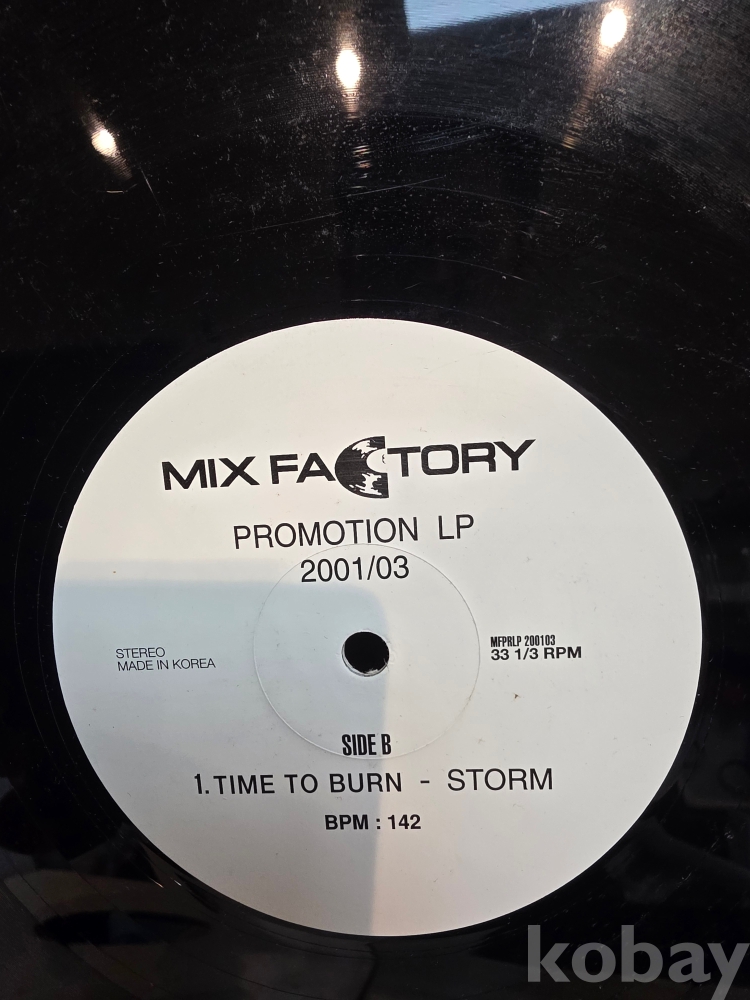 MIX FACTORY
PROMOTION LP
2001/03
STEREO
MADE IN KOREA
MFPRLP 200103
33 1/3 RPM
SIDE B
1. TIME TO BURN - STORM
BPM : 142
kobay